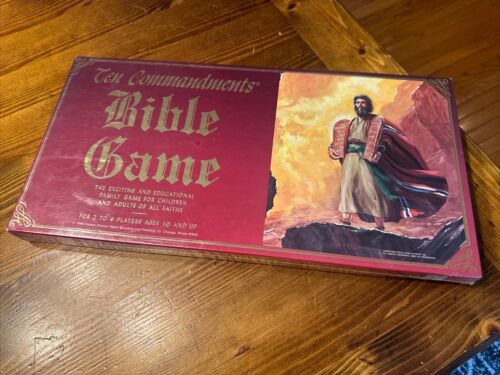 Ten Commandments®
Bible
Game
THE EXCITING AND EDUCATIONAL
FAMILY GAME FOR CHILDREN
AND ADULTS OF ALL FAITHS
FOR 2 TO 6 PLAYERS AGES 10 AND UP